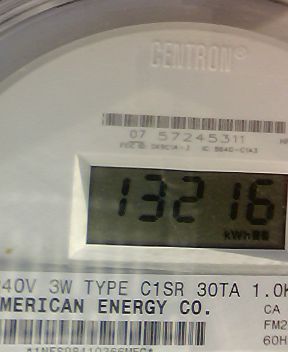 CENTRON®
07 57245311
13216
kWh
40V 3W TYPE C1SR 30TA 1.0K
MERICAN ENERGY CO.
CA
FM2
60H